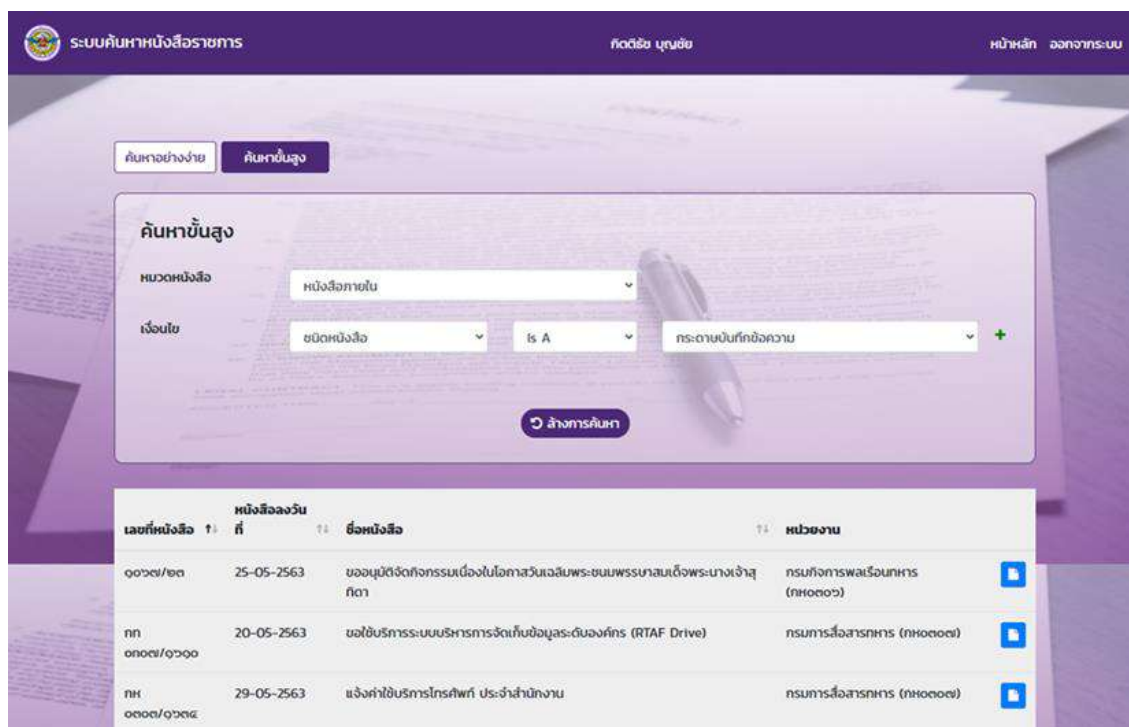 ระบบค้นหาหนังสือราชการ
กิตติธัช บุญชัย
หน้าหลัก ออกจากระบบ
ค้นหาอย่างง่าย
ค้นหาขั้นสูง
ค้นหาขั้นสูง
หมวดหนังสือ
หนังสือภายใน
เงื่อนไข
ชนิดหนังสือ
Is A
กระดาษบันทึกข้อความ
+
ล้างการค้นหา
เลขที่หนังสือ
หนังสือลงวัน
ที่
ชื่อหนังสือ
หน่วยงาน
๑๐๖๗/๒๓
25-05-2563
ขออนุมัติจัดกิจกรรมเนื่องในโอกาสวันเฉลิมพระชนมพรรษาสมเด็จพระนางเจ้าสุ
ทิดา
กรมกิจการพลเรือนทหาร
(กห๐๓๐๖)
20-05-2563
ขอใช้บริการระบบบริหารการจัดเก็บข้อมูลระดับองค์กร (RTAF Drive)
กรมการสื่อสารทหาร (กห๐๓๐๗)
กห
๐๓๐๗/๑๖๓๔
29-05-2563
แจ้งค่าใช้บริการโทรศัพท์ ประจำสำนักงาน
กรมการสื่อสารทหาร (กห๐๓๐๗)